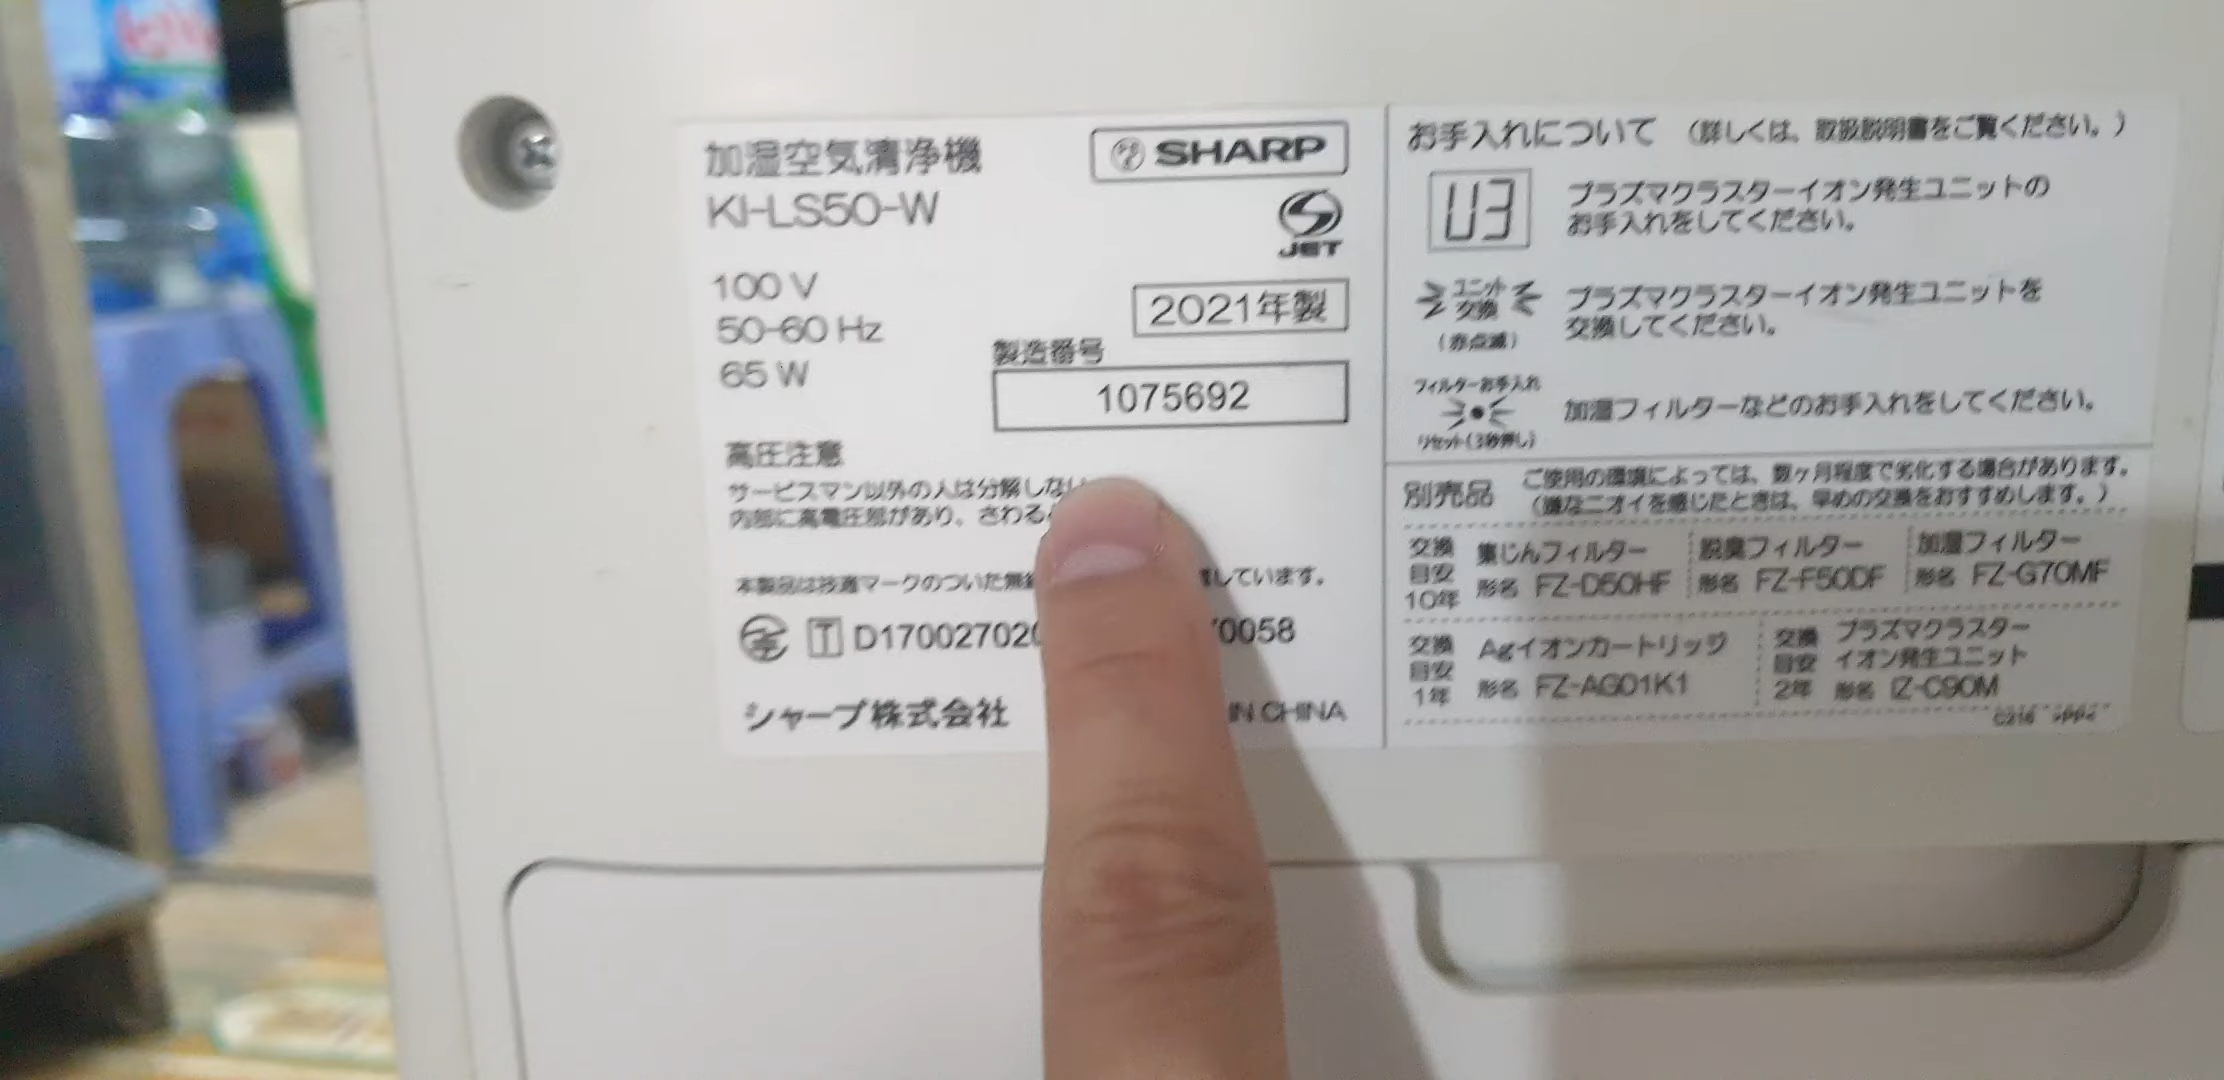 加湿空気清浄機
SHARP
KI-LS50-W
JET
100 V
50-60 Hz
65 W
2021年製
製造番号
1075692
高圧注意
サービスマン以外の人は分解しない
内部に高電圧部があり、さわる
本製品は技適マークのついた無線
しています。
T D17002702
0058
シャープ株式会社
IN CHINA
お手入れについて （詳しくは、取扱説明書をご覧ください。）
U3
プラズマクラスターイオン発生ユニットの
お手入れをしてください。
ユニット
交換
（赤点滅）
プラズマクラスターイオン発生ユニットを
交換してください。
フィルターお手入れ
リセット(3秒押し)
加湿フィルターなどのお手入れをしてください。
別売品
ご使用の環境によっては、数ヶ月程度で劣化する場合があります。
（嫌なニオイを感じたときは、早めの交換をおすすめします。）
交換
目安
10年
集じんフィルター
形名 FZ-D50HF
脱臭フィルター
形名 FZ-F50DF
加湿フィルター
形名 FZ-G70MF
交換
目安
1年
Agイオンカートリッジ
形名 FZ-AG01K1
交換
目安
2年
プラズマクラスター
イオン発生ユニット
形名 IZ-C90M